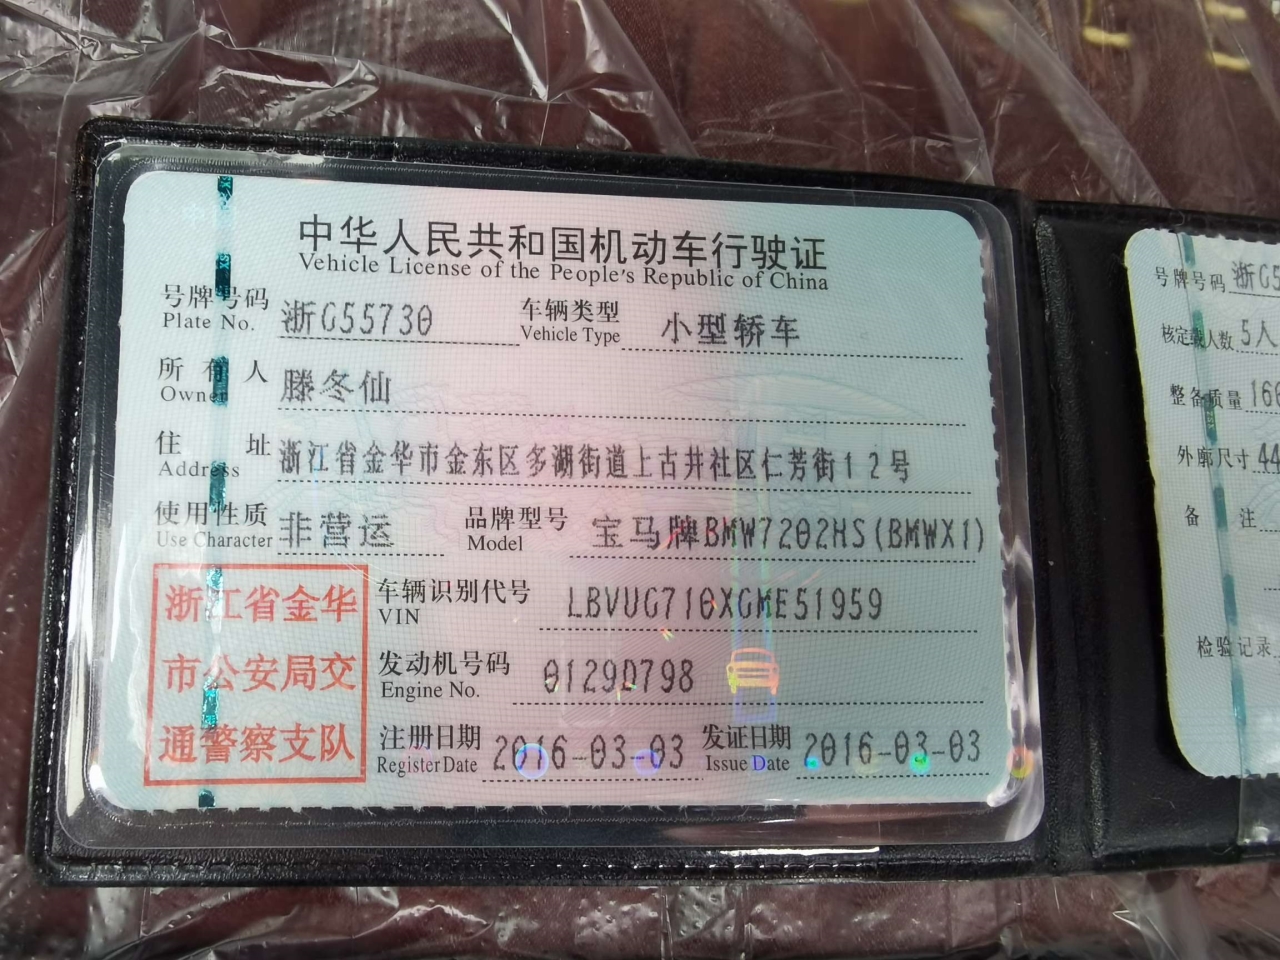 中华人民共和国机动车行驶证
Vehicle License of the People's Republic of China
号牌号码 浙G55730 车辆类型 小型轿车
Plate No. Vehicle Type
所有人 滕冬仙
Owner
住址 浙江省金华市金东区多湖街道上古井社区仁芳街12号
Address
使用性质 非营运 品牌型号 宝马牌BMW7202HS(BMWX1)
Use Character Model
浙江省金华
市公安局交
通警察支队
车辆识别代号 LBVUG710XGME51959
VIN
发动机号码 0129D798
Engine No.
注册日期 2016-03-03 发证日期 2016-03-03
Register Date Issue Date
号牌号码 浙G5
核定载人数 5人
整备质量 166
外廓尺寸 44
备注
检验记录